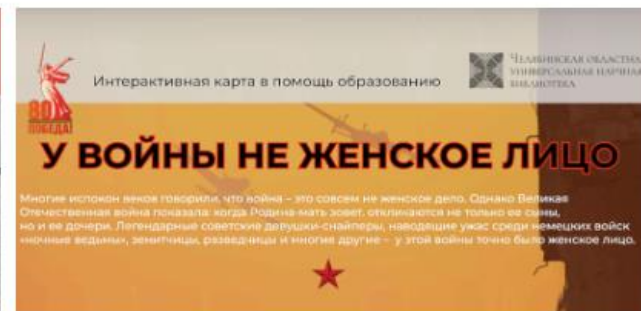 Интерактивная карта в помощь образованию
Челябинская областная
универсальная научная
библиотека
80
ПОБЕДА!
У ВОЙНЫ НЕ ЖЕНСКОЕ ЛИЦО
Многие испокон веков говорили, что война – это совсем не женское дело. Однако Великая
Отечественная война показала: когда Родина-мать зовет, откликаются не только ее сыны,
но и ее дочери. Легендарные советские девушки-снайперы, наводящие ужас среди немецких войск
«ночные ведьмы», зенитчицы, разведчицы и многие другие – у этой войны точно было женское лицо.